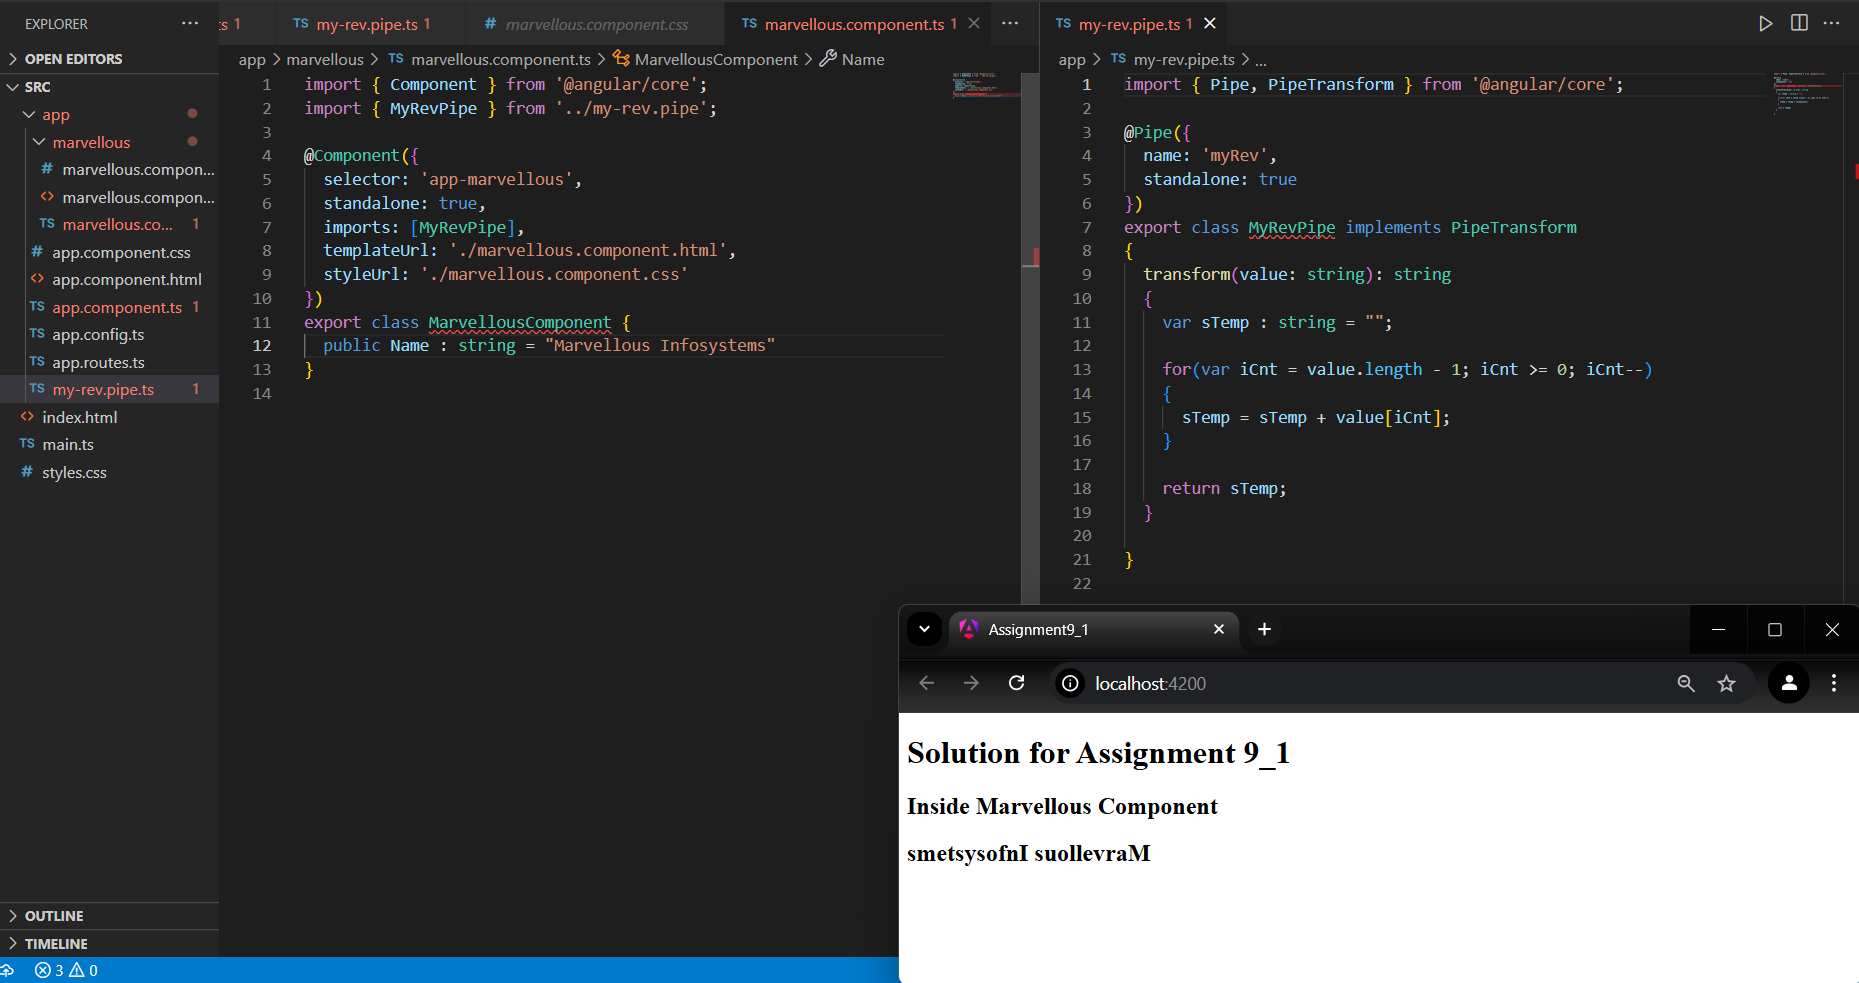 EXPLORER ···
OPEN EDITORS
SRC
app
marvellous
# marvellous.compon...
<> marvellous.compon...
TS marvellous.co... 1
# app.component.css
<> app.component.html
TS app.component.ts 1
TS app.config.ts
TS app.routes.ts
TS my-rev.pipe.ts 1
<> index.html
TS main.ts
# styles.css
OUTLINE
TIMELINE
3 0
ts 1
TS my-rev.pipe.ts 1
# marvellous.component.css
TS marvellous.component.ts 1
···
app > marvellous > TS marvellous.component.ts > MarvellousComponent > Name
1 import { Component } from '@angular/core';
2 import { MyRevPipe } from '../my-rev.pipe';
3
4 @Component({
5 selector: 'app-marvellous',
6 standalone: true,
7 imports: [MyRevPipe],
8 templateUrl: './marvellous.component.html',
9 styleUrl: './marvellous.component.css'
10 })
11 export class MarvellousComponent {
12 public Name : string = "Marvellous Infosystems"
13 }
14
TS my-rev.pipe.ts 1
···
app > TS my-rev.pipe.ts > ...
1 import { Pipe, PipeTransform } from '@angular/core';
2
3 @Pipe({
4 name: 'myRev',
5 standalone: true
6 })
7 export class MyRevPipe implements PipeTransform
8 {
9 transform(value: string): string
10 {
11 var sTemp : string = "";
12
13 for(var iCnt = value.length - 1; iCnt >= 0; iCnt--)
14 {
15 sTemp = sTemp + value[iCnt];
16 }
17
18 return sTemp;
19 }
20
21 }
22
Assignment9_1
localhost:4200
Solution for Assignment 9_1
Inside Marvellous Component
smetsysofnI suollevraM